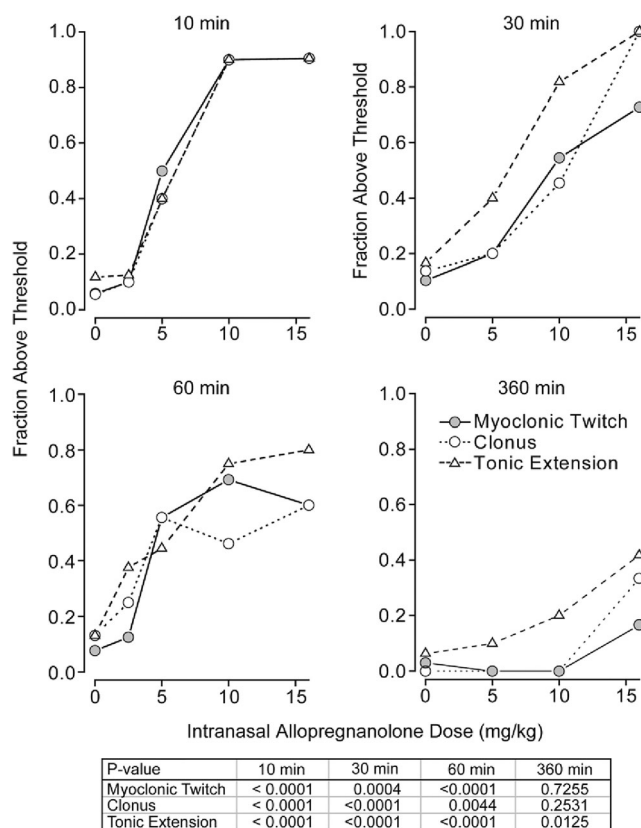 10 min
30 min
Fraction Above Threshold
1.0
0.8
0.6
0.4
0.2
0.0
0 5 10 15
Fraction Above Threshold
1.0
0.8
0.6
0.4
0.2
0.0
0 5 10 15
60 min
360 min
Fraction Above Threshold
1.0
0.8
0.6
0.4
0.2
0.0
0 5 10 15
1.0
0.8
0.6
0.4
0.2
0.0
0 5 10 15
Myoclonic Twitch
Clonus
Tonic Extension
Intranasal Allopregnanolone Dose (mg/kg)
P-value 10 min 30 min 60 min 360 min
Myoclonic Twitch < 0.0001 0.0004 <0.0001 0.7255
Clonus < 0.0001 <0.0001 0.0044 0.2531
Tonic Extension < 0.0001 <0.0001 <0.0001 0.0125